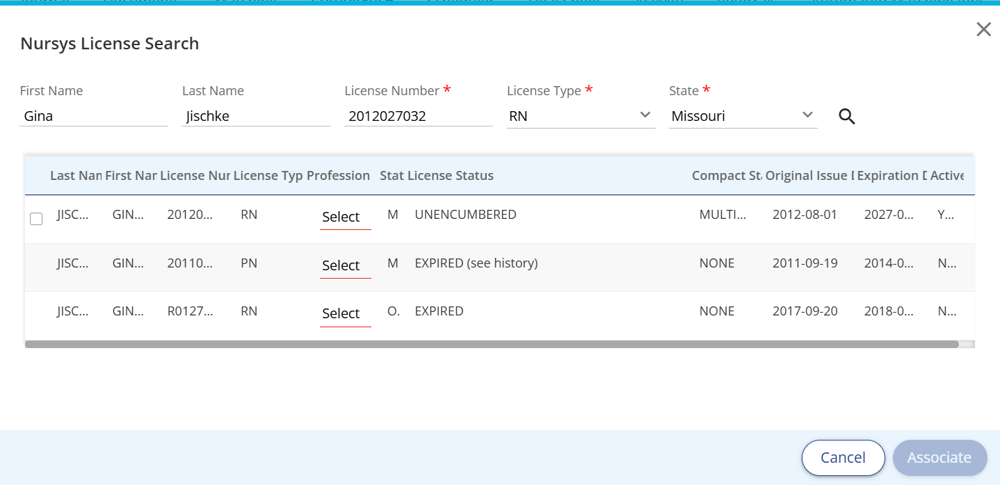 Nursys License Search
First Name Last Name License Number * License Type * State *
Gina Jischke 2012027032 RN Missouri
Last Nan First Nar License Nur License Typ Profession Stat License Status Compact St Original Issue D Expiration D Active
JISC... GIN... 20120... RN Select M UNENCUMBERED MULTI... 2012-08-01 2027-0... Y...
JISC... GIN... 20110... PN Select M EXPIRED (see history) NONE 2011-09-19 2014-0... N...
JISC... GIN... R0127... RN Select O. EXPIRED NONE 2017-09-20 2018-0... N...
Cancel Associate